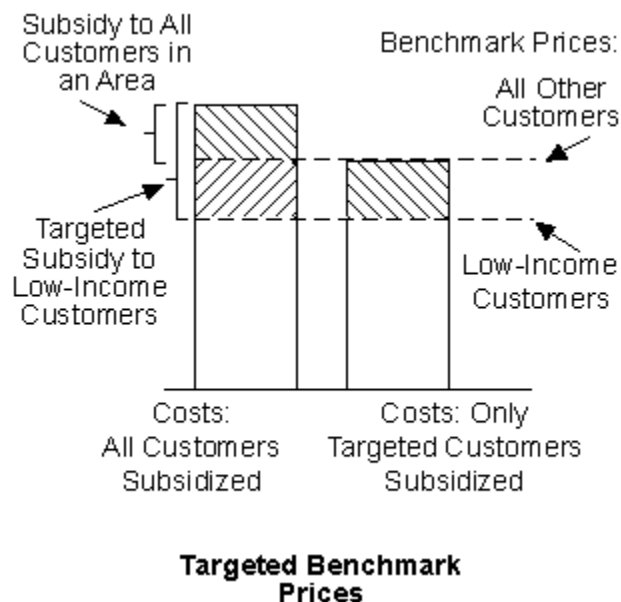 Subsidy to All
Customers in
an Area
Benchmark Prices:
All Other
Customers
Targeted
Subsidy to
Low-Income
Customers
Low-Income
Customers
Costs:
All Customers
Subsidized
Costs: Only
Targeted Customers
Subsidized
Targeted Benchmark
Prices